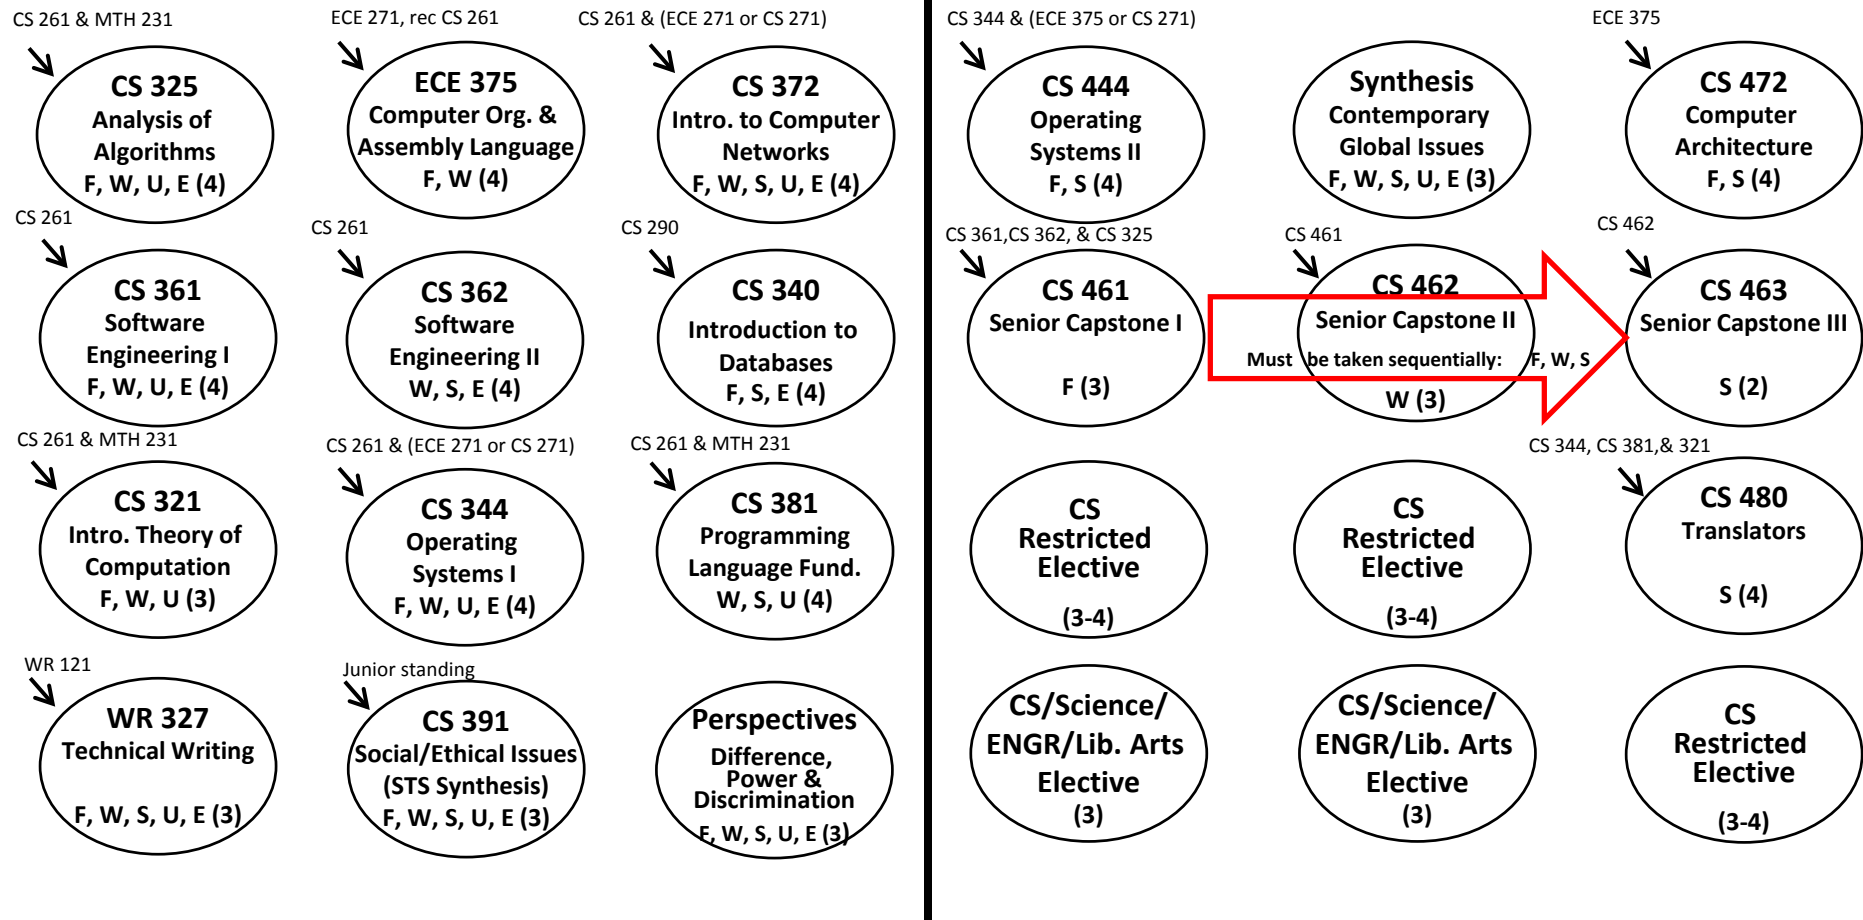 CS 261 & MTH 231
CS 325
Analysis of
Algorithms
F, W, U, E (4)
ECE 271, rec CS 261
ECE 375
Computer Org. &
Assembly Language
F, W (4)
CS 261 & (ECE 271 or CS 271)
CS 372
Intro. to Computer
Networks
F, W, S, U, E (4)
CS 261
CS 361
Software
Engineering I
F, W, U, E (4)
CS 261
CS 362
Software
Engineering II
W, S, E (4)
CS 290
CS 340
Introduction to
Databases
F, S, E (4)
CS 261 & MTH 231
CS 321
Intro. Theory of
Computation
F, W, U (3)
CS 261 & (ECE 271 or CS 271)
CS 344
Operating
Systems I
F, W, U, E (4)
CS 261 & MTH 231
CS 381
Programming
Language Fund.
W, S, U (4)
WR 121
WR 327
Technical Writing
F, W, S, U, E (3)
Junior standing
CS 391
Social/Ethical Issues
(STS Synthesis)
F, W, S, U, E (3)
Perspectives
Difference,
Power &
Discrimination
F, W, S, U, E (3)
CS 344 & (ECE 375 or CS 271)
CS 444
Operating
Systems II
F, S (4)
Synthesis
Contemporary
Global Issues
F, W, S, U, E (3)
ECE 375
CS 472
Computer
Architecture
F, S (4)
CS 361,CS 362, & CS 325
CS 461
Senior Capstone I
F (3)
CS 461
CS 462
Senior Capstone II
Must be taken sequentially: F, W, S
W (3)
CS 462
CS 463
Senior Capstone III
S (2)
CS
Restricted
Elective
(3-4)
CS
Restricted
Elective
(3-4)
CS 344, CS 381,& 321
CS 480
Translators
S (4)
CS/Science/
ENGR/Lib. Arts
Elective
(3)
CS/Science/
ENGR/Lib. Arts
Elective
(3)
CS
Restricted
Elective
(3-4)